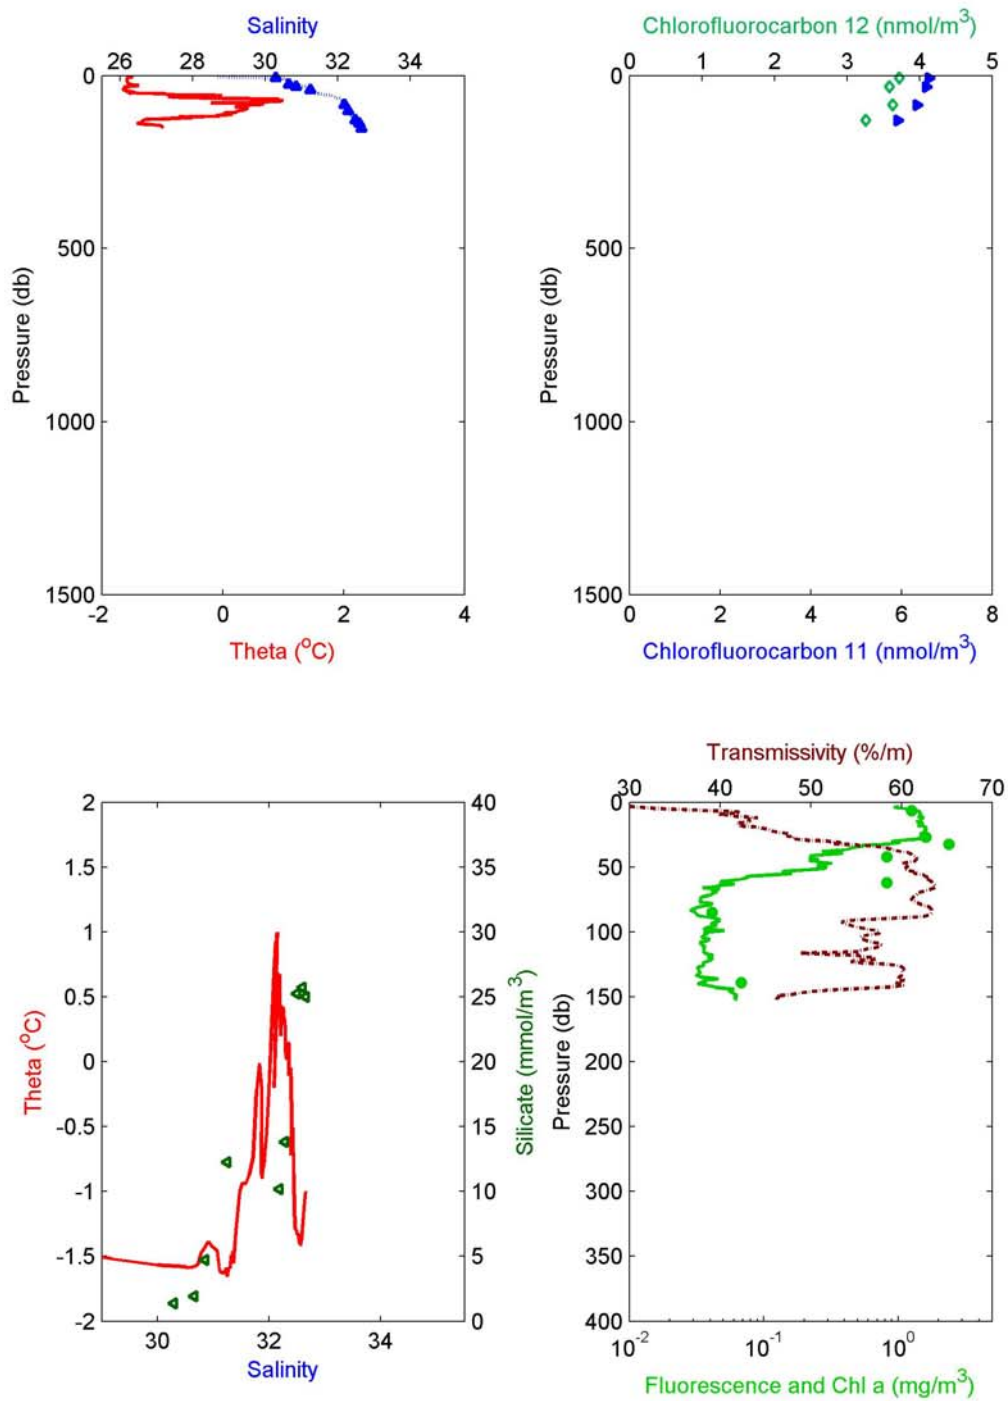 Salinity
26 28 30 32 34
0
500
1000
1500
Pressure (db)
-2 0 2 4
Theta (°C)
Chlorofluorocarbon 12 (nmol/m³)
0 1 2 3 4 5
0
500
1000
1500
Pressure (db)
0 2 4 6 8
Chlorofluorocarbon 11 (nmol/m³)
2
1.5
1
0.5
0
-0.5
-1
-1.5
-2
Theta (°C)
40
35
30
25
20
15
10
5
0
Silicate (mmol/m³)
30 32 34
Salinity
Transmissivity (%/m)
30 40 50 60 70
0
50
100
150
200
250
300
350
400
Pressure (db)
10⁻² 10⁻¹ 10⁰
Fluorescence and Chl a (mg/m³)